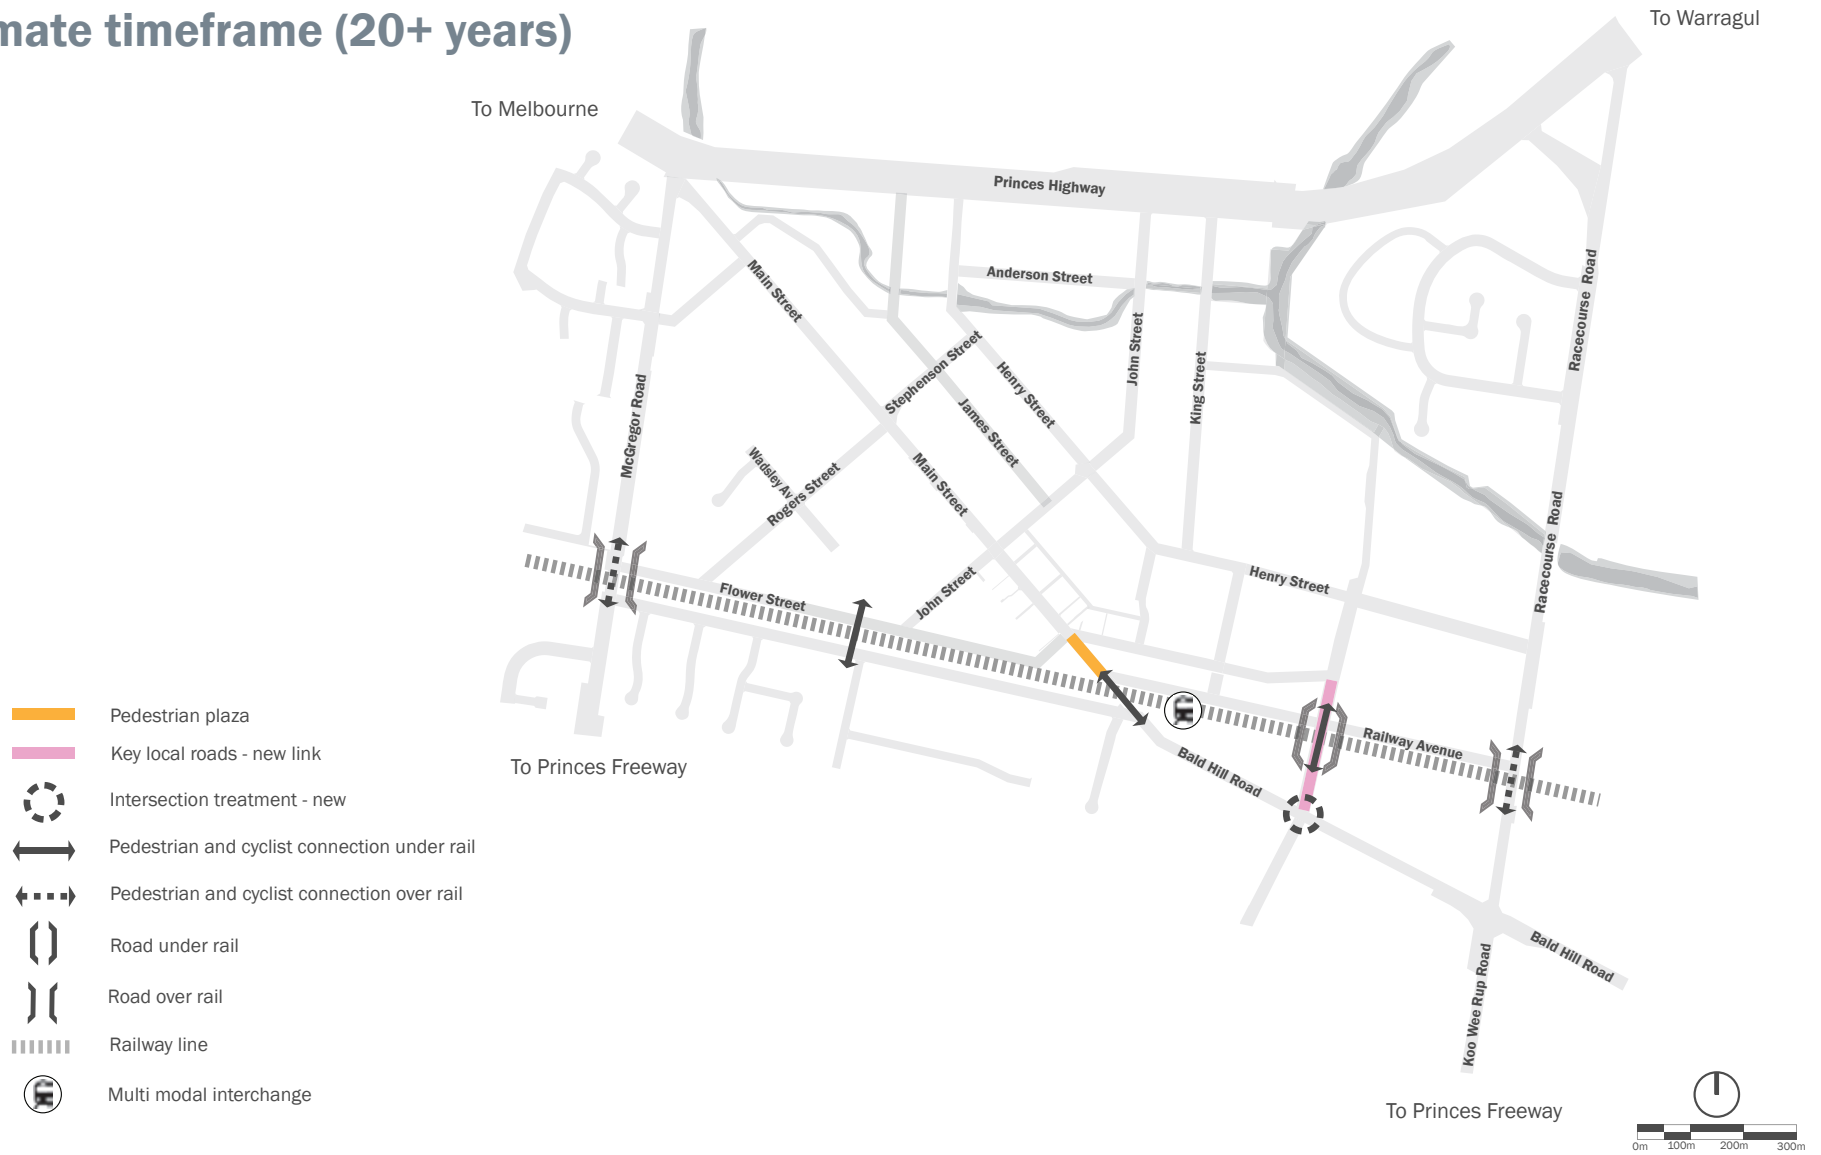 mate timeframe (20+ years)
To Warragul
To Melbourne
Princes Highway
Anderson Street
Main Street
Racecourse Road
John Street
Stephenson Street
Henry Street
King Street
McGregor Road
James Street
Wadsley Av
Rogers Street
Main Street
Racecourse Road
Flower Street
John Street
Henry Street
Railway Avenue
Bald Hill Road
To Princes Freeway
Bald Hill Road
Koo Wee Rup Road
To Princes Freeway
Pedestrian plaza
Key local roads - new link
Intersection treatment - new
Pedestrian and cyclist connection under rail
Pedestrian and cyclist connection over rail
Road under rail
Road over rail
Railway line
Multi modal interchange
0m 100m 200m 300m